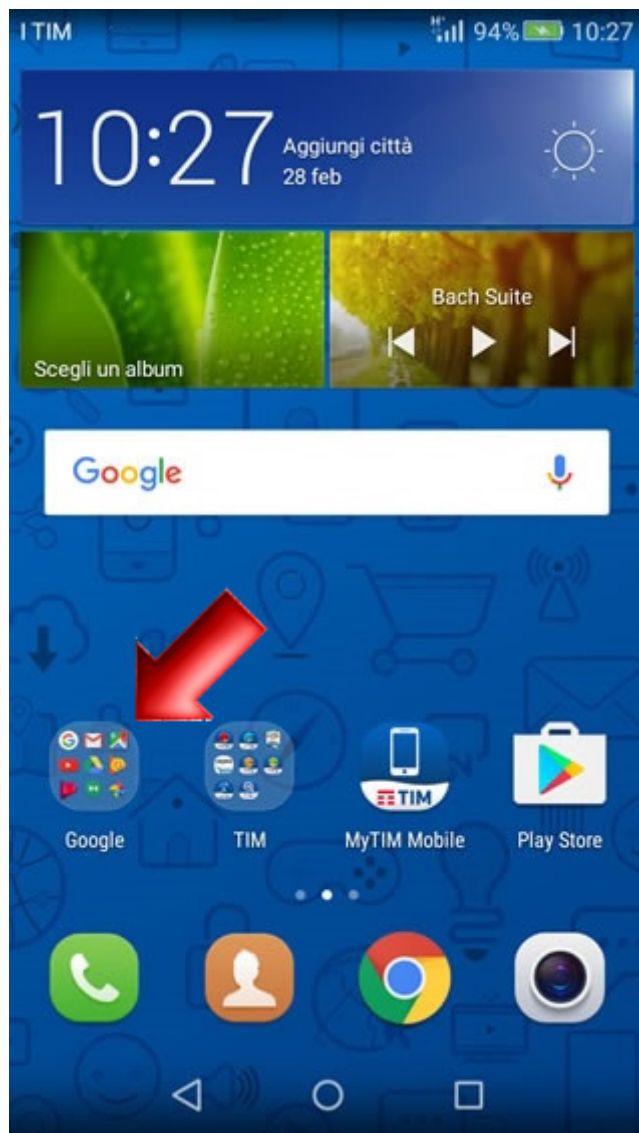 I TIM
H+
94%
10:27
10:27
Aggiungi città
28 feb
Scegli un album
Bach Suite
Google
TIM
Google
TIM
MyTIM Mobile
Play Store